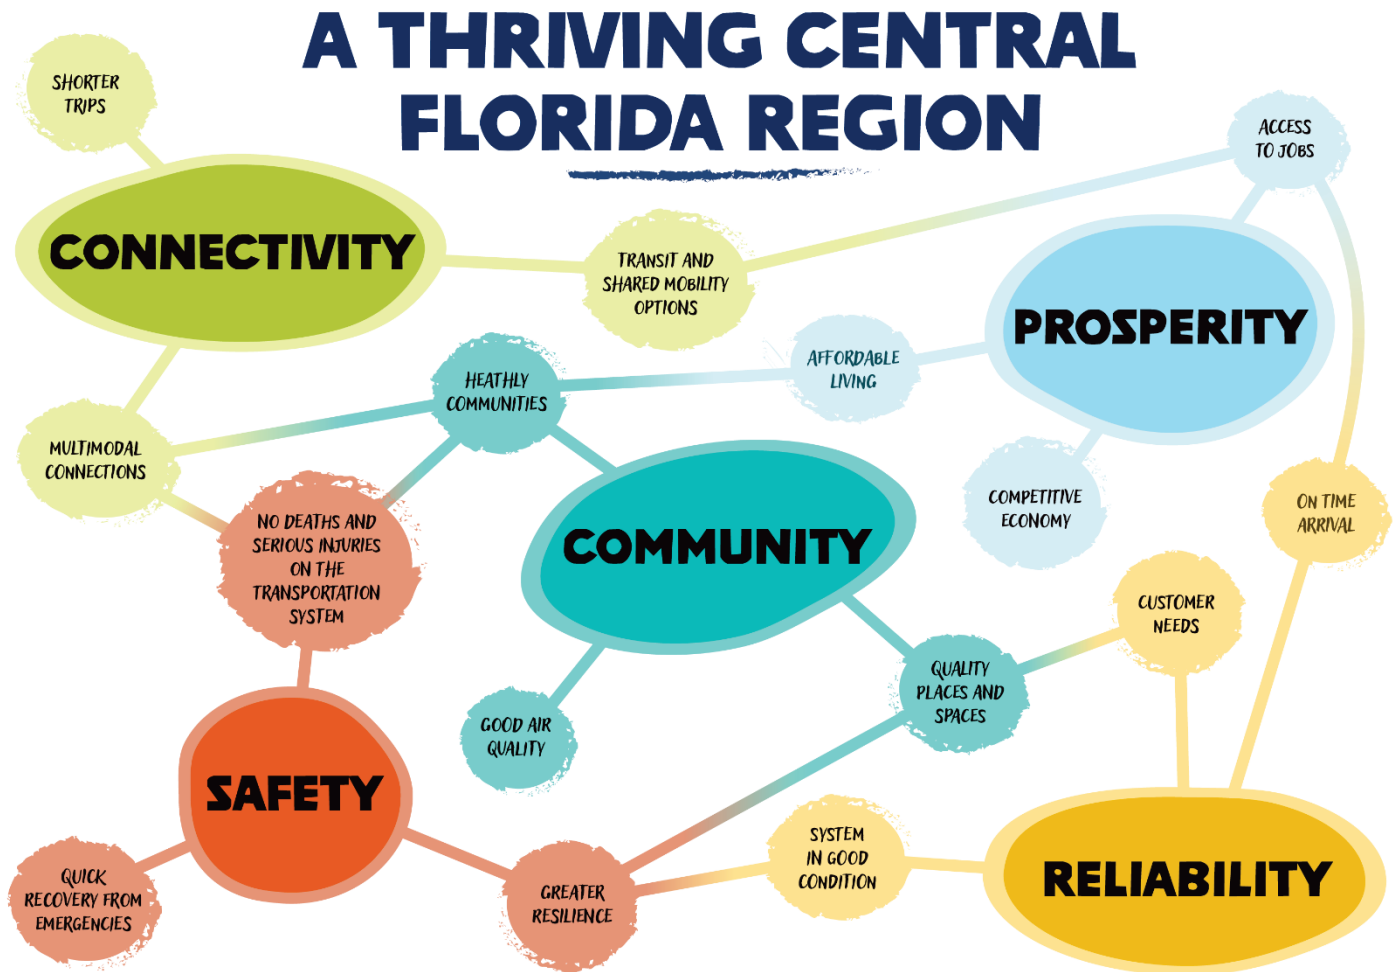 A THRIVING CENTRAL
FLORIDA REGION
SHORTER
TRIPS
ACCESS
TO JOBS
CONNECTIVITY
TRANSIT AND
SHARED MOBILITY
OPTIONS
PROSPERITY
AFFORDABLE
LIVING
HEATHLY
COMMUNITIES
MULTIMODAL
CONNECTIONS
COMPETITIVE
ECONOMY
ON TIME
ARRIVAL
NO DEATHS AND
SERIOUS INJURIES
ON THE
TRANSPORTATION
SYSTEM
COMMUNITY
CUSTOMER
NEEDS
QUALITY
PLACES AND
SPACES
GOOD AIR
QUALITY
SAFETY
SYSTEM
IN GOOD
CONDITION
RELIABILITY
QUICK
RECOVERY FROM
EMERGENCIES
GREATER
RESILIENCE